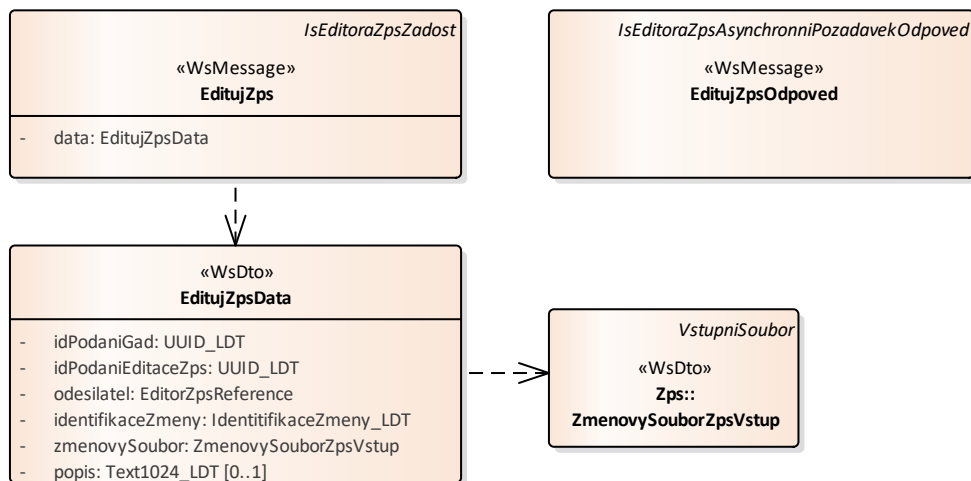 IsEditoraZpsZadost
«WsMessage»
EditujZps
- data: EditujZpsData
IsEditoraZpsAsynchronniPozadavekOdpoved
«WsMessage»
EditujZpsOdpoved
«WsDto»
EditujZpsData
- idPodaniGad: UUID_LDT
- idPodaniEditaceZps: UUID_LDT
- odesilatel: EditorZpsReference
- identifikaceZmeny: IdentitifikaceZmeny_LDT
- zmenovySoubor: ZmenovySouborZpsVstup
- popis: Text1024_LDT [0..1]
VstupniSoubor
«WsDto»
Zps::
ZmenovySouborZpsVstup